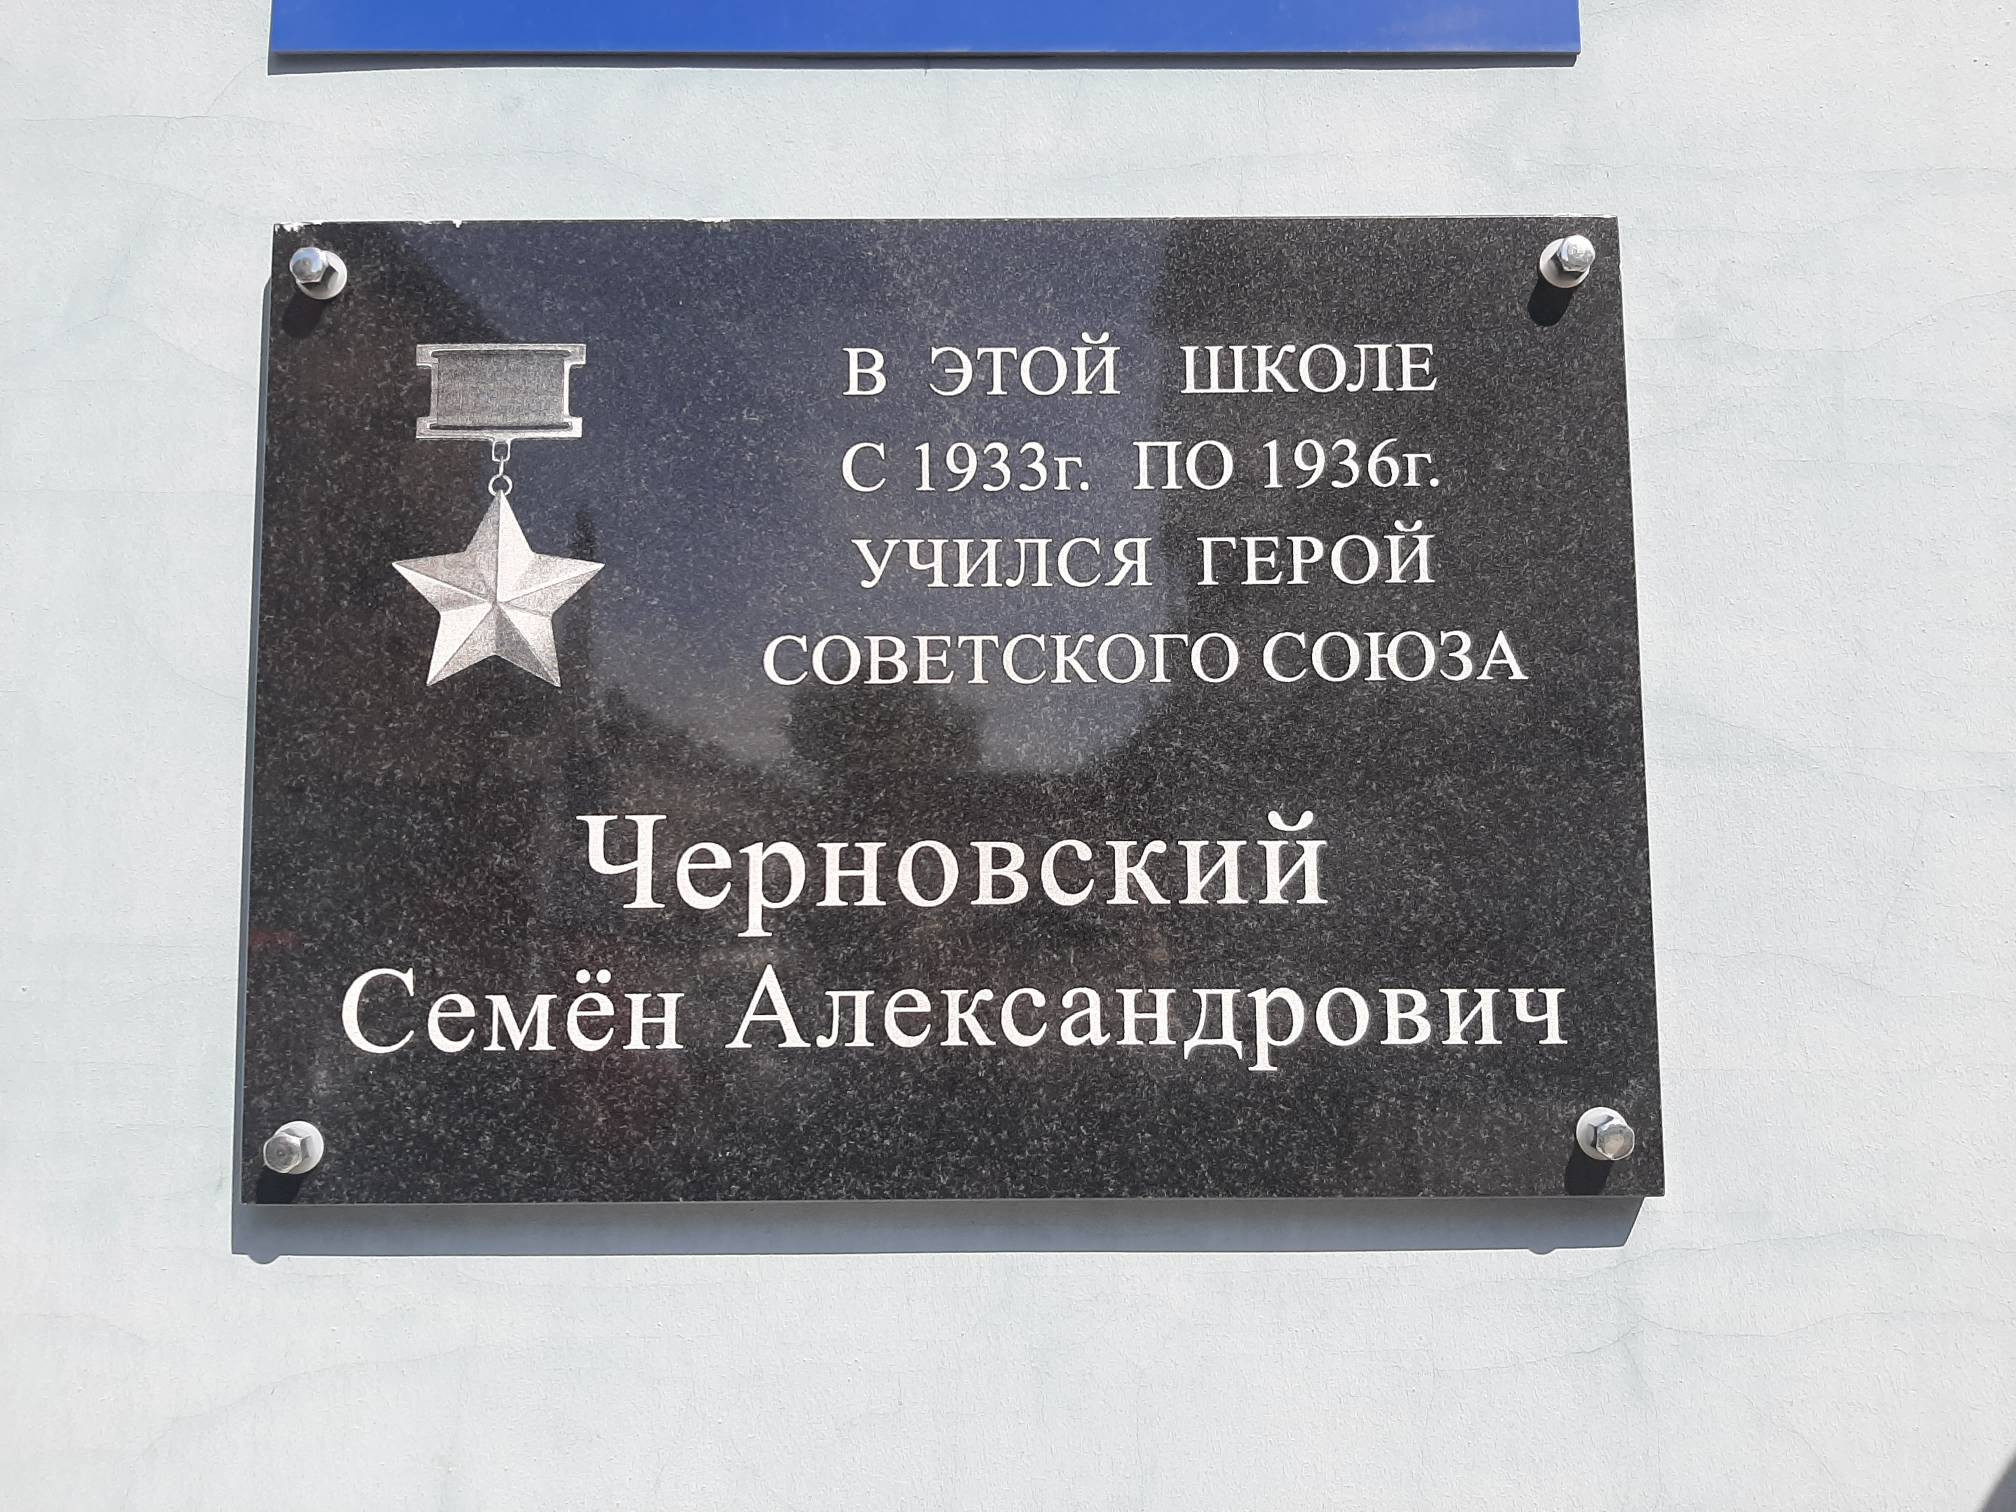 В ЭТОЙ ШКОЛЕ
С 1933г. ПО 1936г.
УЧИЛСЯ ГЕРОЙ
СОВЕТСКОГО СОЮЗА
Черновский
Семён Александрович